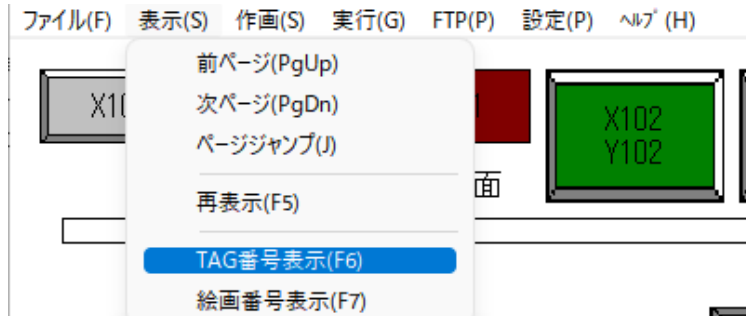 ファイル(F) 表示(S) 作画(S) 実行(G) FTP(P) 設定(P) ﾍﾙﾌﾟ(H)
前ページ(PgUp)
次ページ(PgDn)
ページジャンプ(J)
再表示(F5)
TAG番号表示(F6)
絵画番号表示(F7)
X10
X102
Y102
面